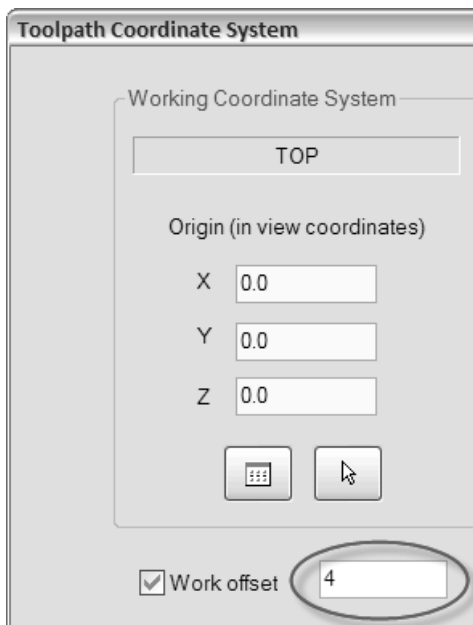 Toolpath Coordinate System
Working Coordinate System
TOP
Origin (in view coordinates)
X 0.0
Y 0.0
Z 0.0
Work offset 4